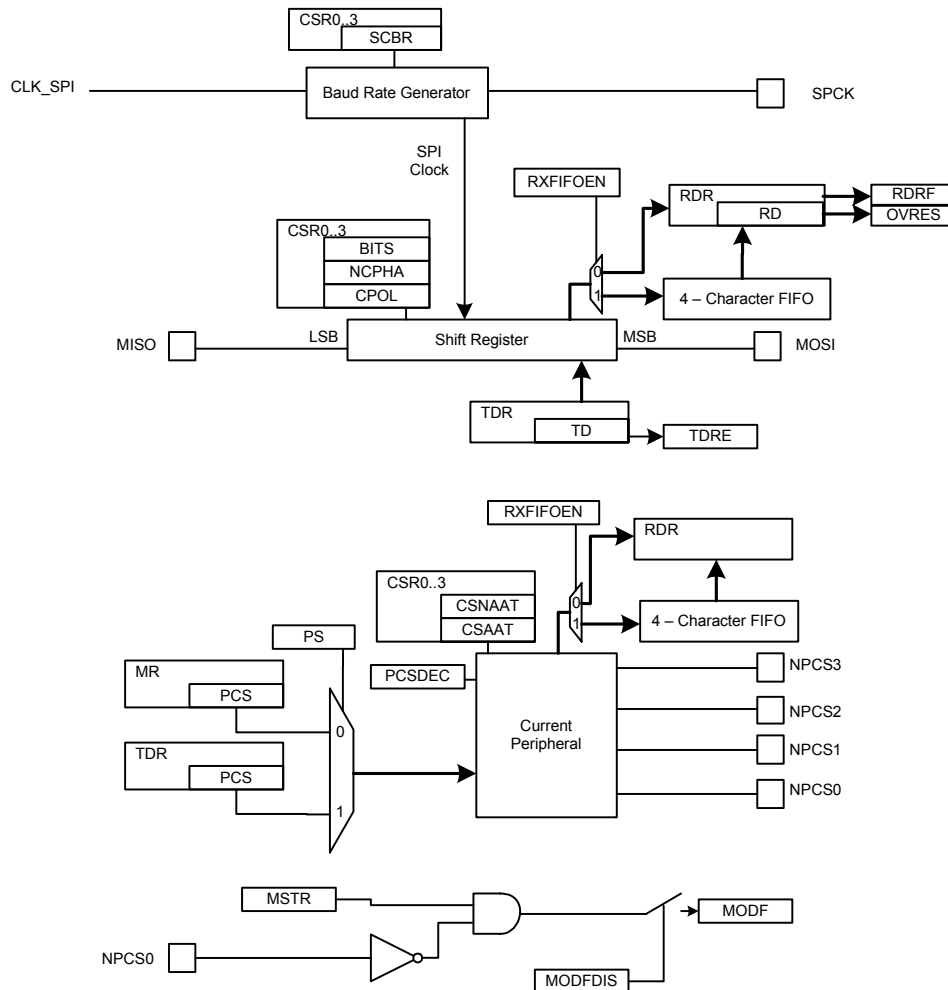 CSR0..3
SCBR
CLK_SPI
Baud Rate Generator
SPCK
SPI
Clock
RXFIFOEN
RDR
RD
RDRF
OVRES
CSR0..3
BITS
NCPHA
CPOL
0
1
4 – Character FIFO
MISO
LSB
Shift Register
MSB
MOSI
TDR
TD
TDRE
RXFIFOEN
RDR
CSR0..3
CSNAAT
CSAAT
0
1
4 – Character FIFO
PS
MR
PCS
PCSDEC
NPCS3
0
Current
Peripheral
NPCS2
TDR
PCS
NPCS1
1
NPCS0
MSTR
MODF
NPCS0
MODFDIS